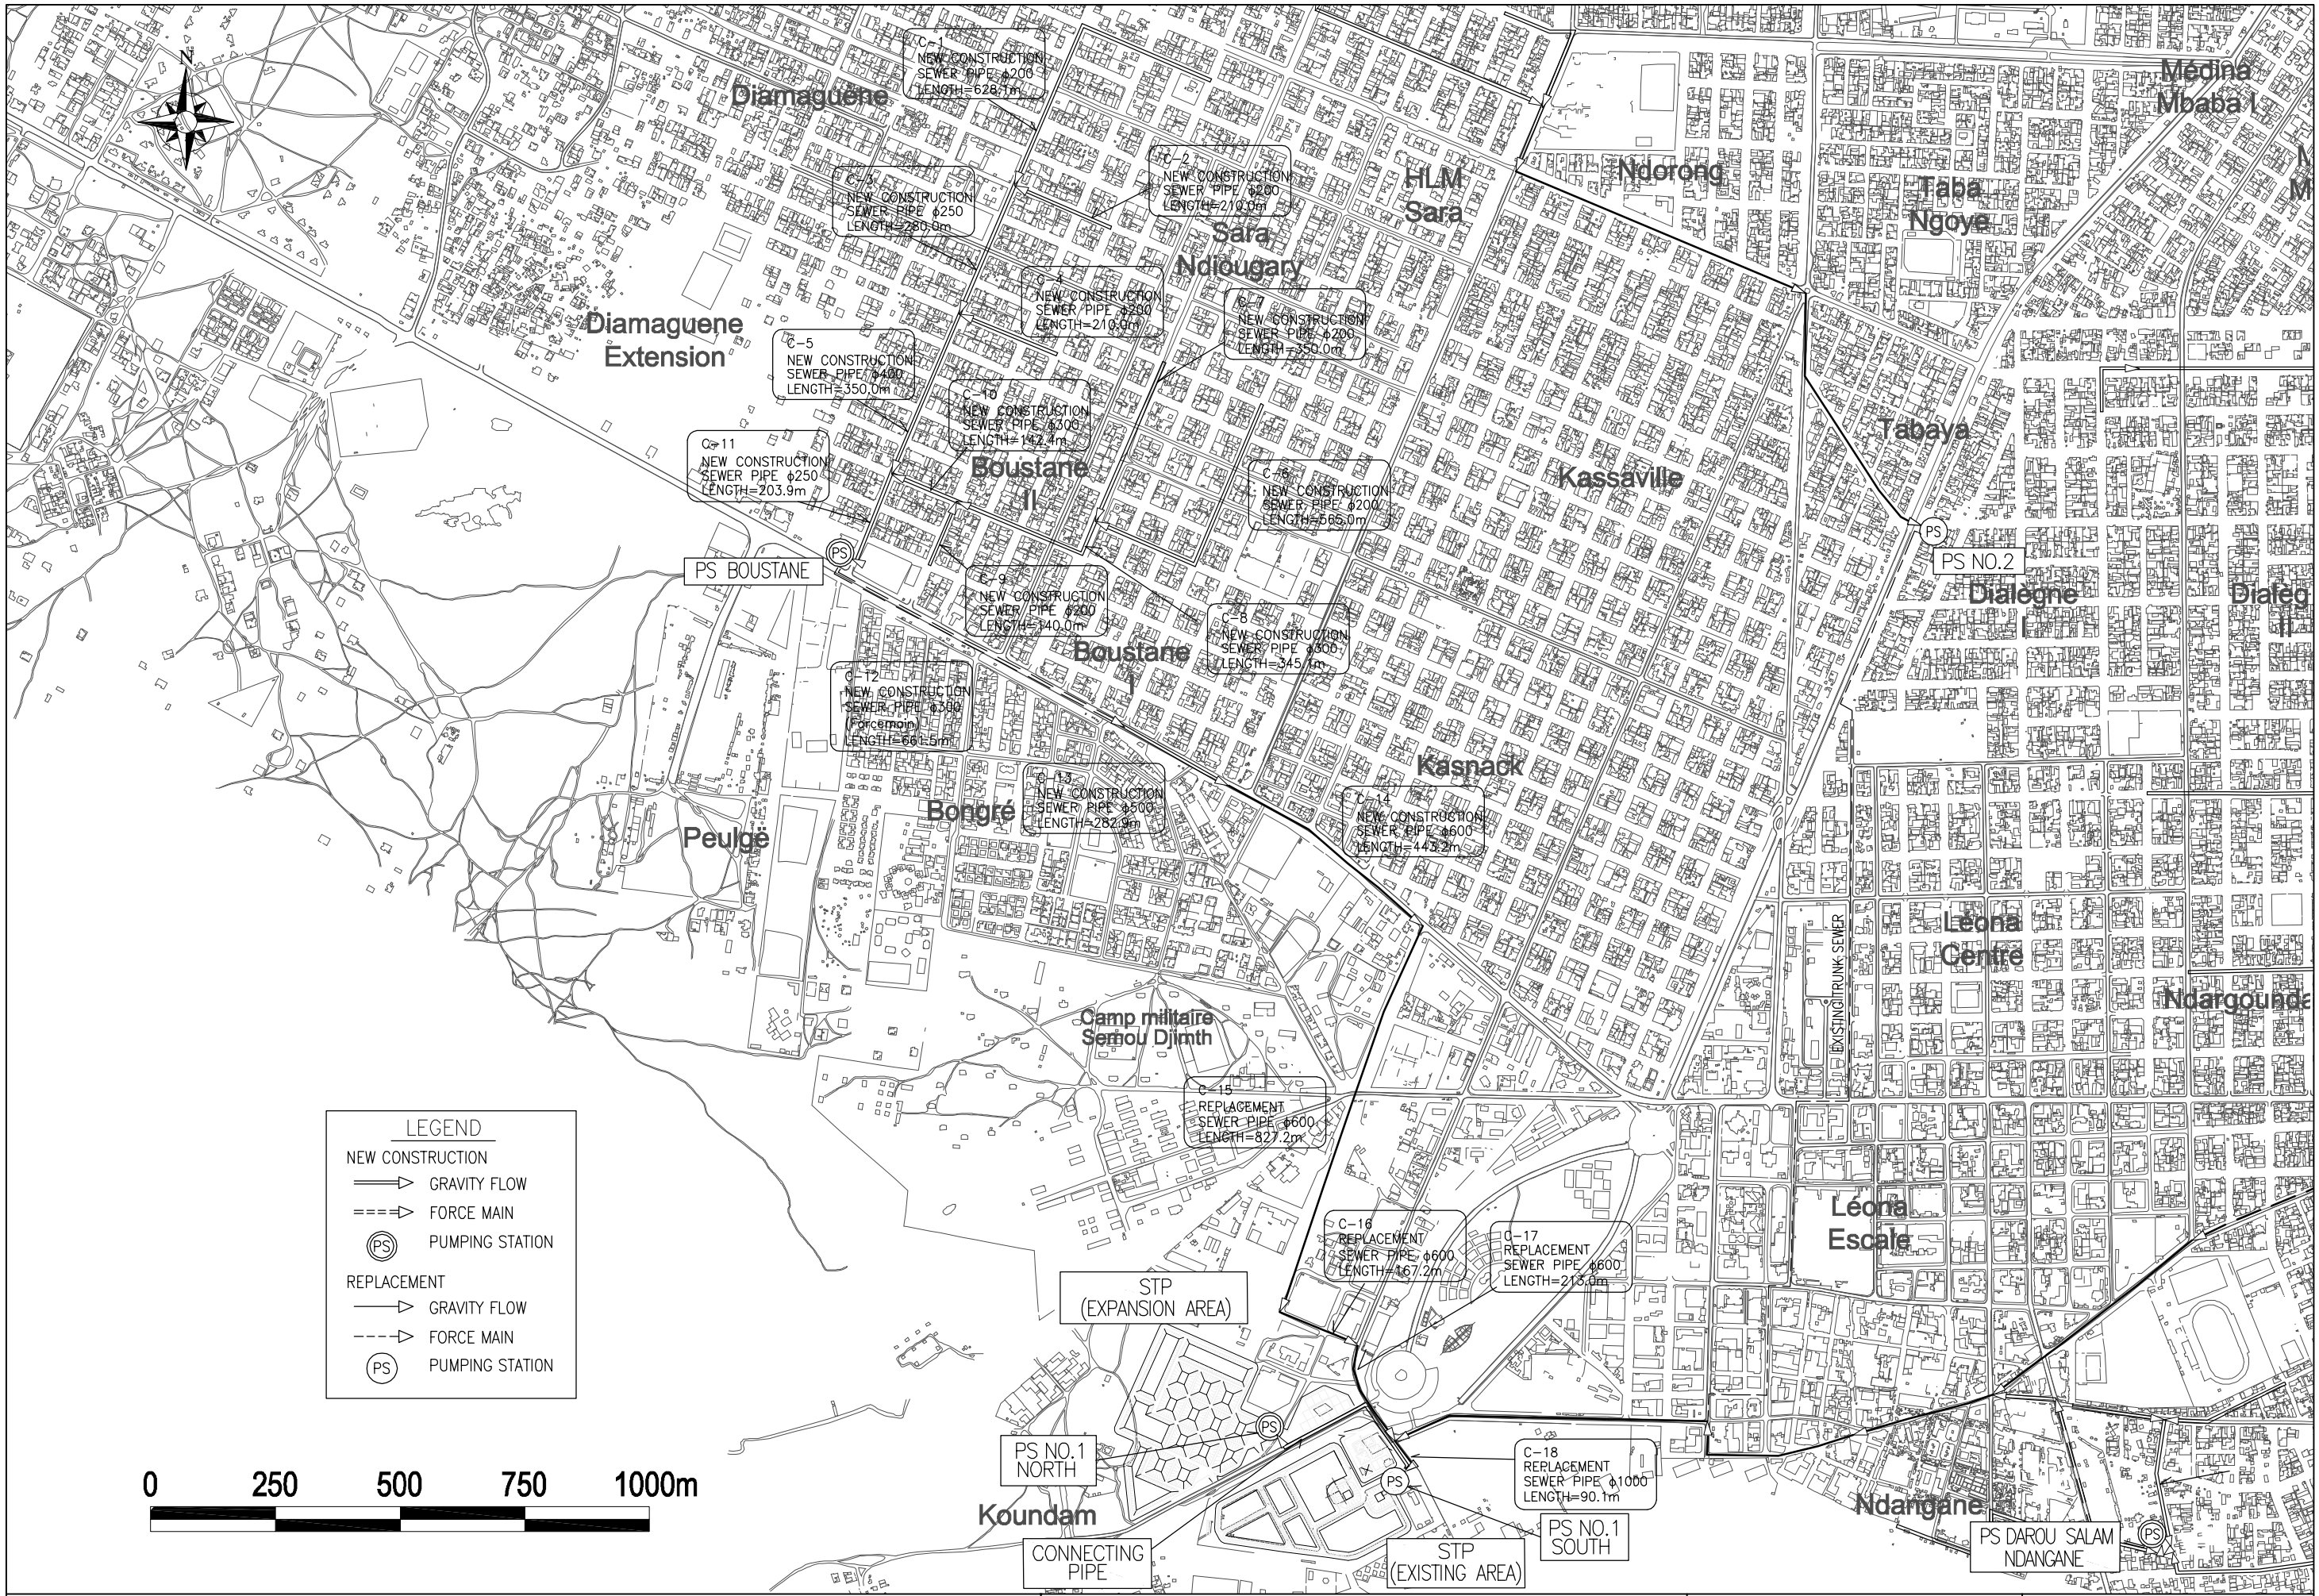 N
C-1
NEW CONSTRUCTION
SEWER PIPE ϕ200
LENGTH=628.1m
Diamaguène
Médina
Mbaba I
C-2
NEW CONSTRUCTION
SEWER PIPE ϕ200
LENGTH=210.0m
C-3
NEW CONSTRUCTION
SEWER PIPE ϕ250
LENGTH=280.0m
HLM
Sara
Ndorong
Taba
Ngoye
M
M
Sara
Ndiougary
C-4
NEW CONSTRUCTION
SEWER PIPE ϕ200
LENGTH=210.0m
C-7
NEW CONSTRUCTION
SEWER PIPE ϕ200
LENGTH=350.0m
Diamaguene
Extension
C-5
NEW CONSTRUCTION
SEWER PIPE ϕ400
LENGTH=350.0m
C-10
NEW CONSTRUCTION
SEWER PIPE ϕ300
LENGTH=142.4m
C-11
NEW CONSTRUCTION
SEWER PIPE ϕ250
LENGTH=203.9m
Boustane
II
C-6
NEW CONSTRUCTION
SEWER PIPE ϕ200
LENGTH=565.0m
Kassaville
Tabaya
PS
PS NO.2
PS
PS BOUSTANE
C-9
NEW CONSTRUCTION
SEWER PIPE ϕ200
LENGTH=140.0m
C-8
NEW CONSTRUCTION
SEWER PIPE ϕ300
LENGTH=345.1m
Dialègne
I
Dialèg
II
Boustane
I
C-12
NEW CONSTRUCTION
SEWER PIPE ϕ300
(Forcemain)
LENGTH=661.5m
C-13
NEW CONSTRUCTION
SEWER PIPE ϕ500
LENGTH=282.9m
Kasnack
C-14
NEW CONSTRUCTION
SEWER PIPE ϕ600
LENGTH=443.2m
Bongré
Peulgë
Léona
Centre
EXISTING TRUNK SEWER
Ndargounda
Camp militaire
Semou Djimth
C-15
REPLACEMENT
SEWER PIPE ϕ600
LENGTH=827.2m
LEGEND
NEW CONSTRUCTION
GRAVITY FLOW
FORCE MAIN
PS PUMPING STATION
REPLACEMENT
GRAVITY FLOW
FORCE MAIN
PS PUMPING STATION
Léona
Escale
C-16
REPLACEMENT
SEWER PIPE ϕ600
LENGTH=167.2m
C-17
REPLACEMENT
SEWER PIPE ϕ600
LENGTH=213.0m
STP
(EXPANSION AREA)
PS
PS NO.1
NORTH
C-18
REPLACEMENT
SEWER PIPE ϕ1000
LENGTH=90.1m
PS
0 250 500 750 1000m
Koundam
Ndangane
PS NO.1
SOUTH
CONNECTING
PIPE
STP
(EXISTING AREA)
PS DAROU SALAM
NDANGANE
PS